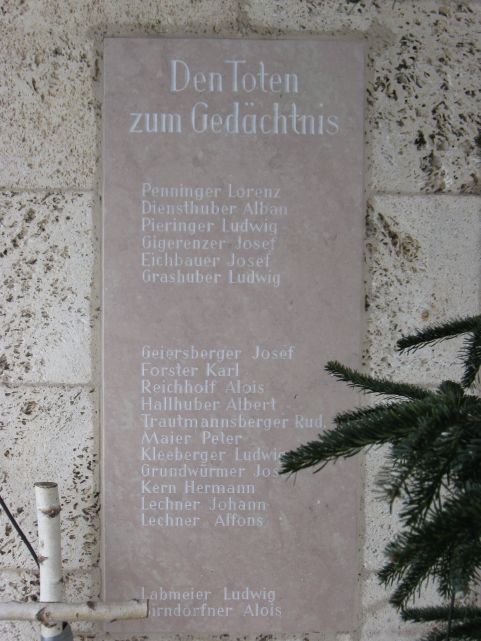 Den Toten
zum Gedächtnis
Penninger Lorenz
Diensthuber Alban
Pieringer Ludwig
Gigerenzer Josef
Eichbauer Josef
Grashuber Ludwig
Geiersberger Josef
Forster Karl
Reichholf Alois
Hallhuber Albert
Trautmannsberger Rud.
Maier Peter
Kleeberger Ludwig
Grundwürmer
Kern Hermann
Lechner Johann
Lechner Alfons
Ludwig
Alois